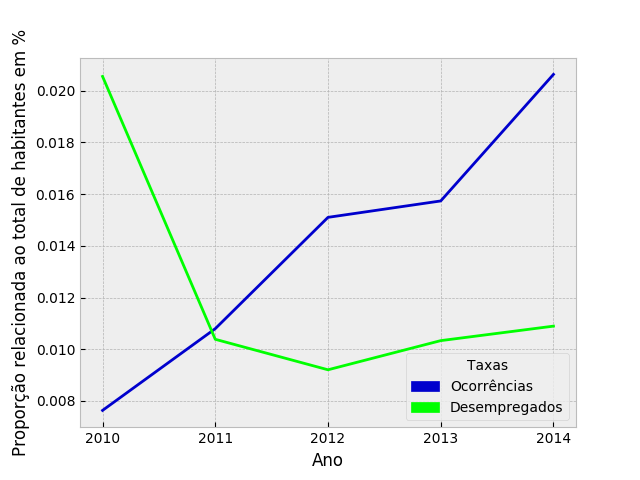 Proporção relacionada ao total de habitantes em %
0.020
0.018
0.016
0.014
0.012
0.010
0.008
2010 2011 2012 2013 2014
Ano
Taxas
Ocorrências
Desempregados